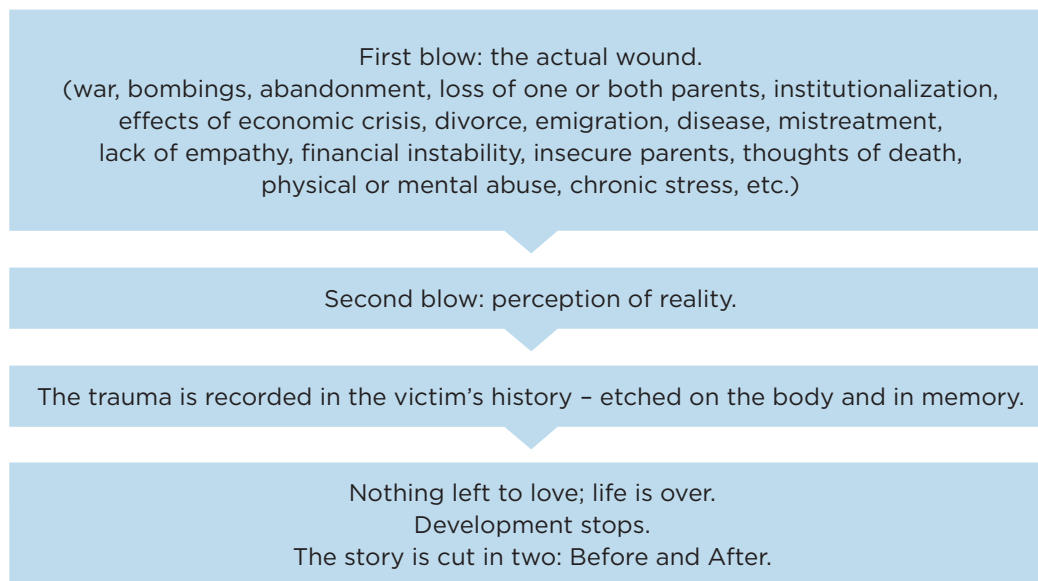 First blow: the actual wound.
(war, bombings, abandonment, loss of one or both parents, institutionalization,
effects of economic crisis, divorce, emigration, disease, mistreatment,
lack of empathy, financial instability, insecure parents, thoughts of death,
physical or mental abuse, chronic stress, etc.)
Second blow: perception of reality.
The trauma is recorded in the victim’s history – etched on the body and in memory.
Nothing left to love; life is over.
Development stops.
The story is cut in two: Before and After.